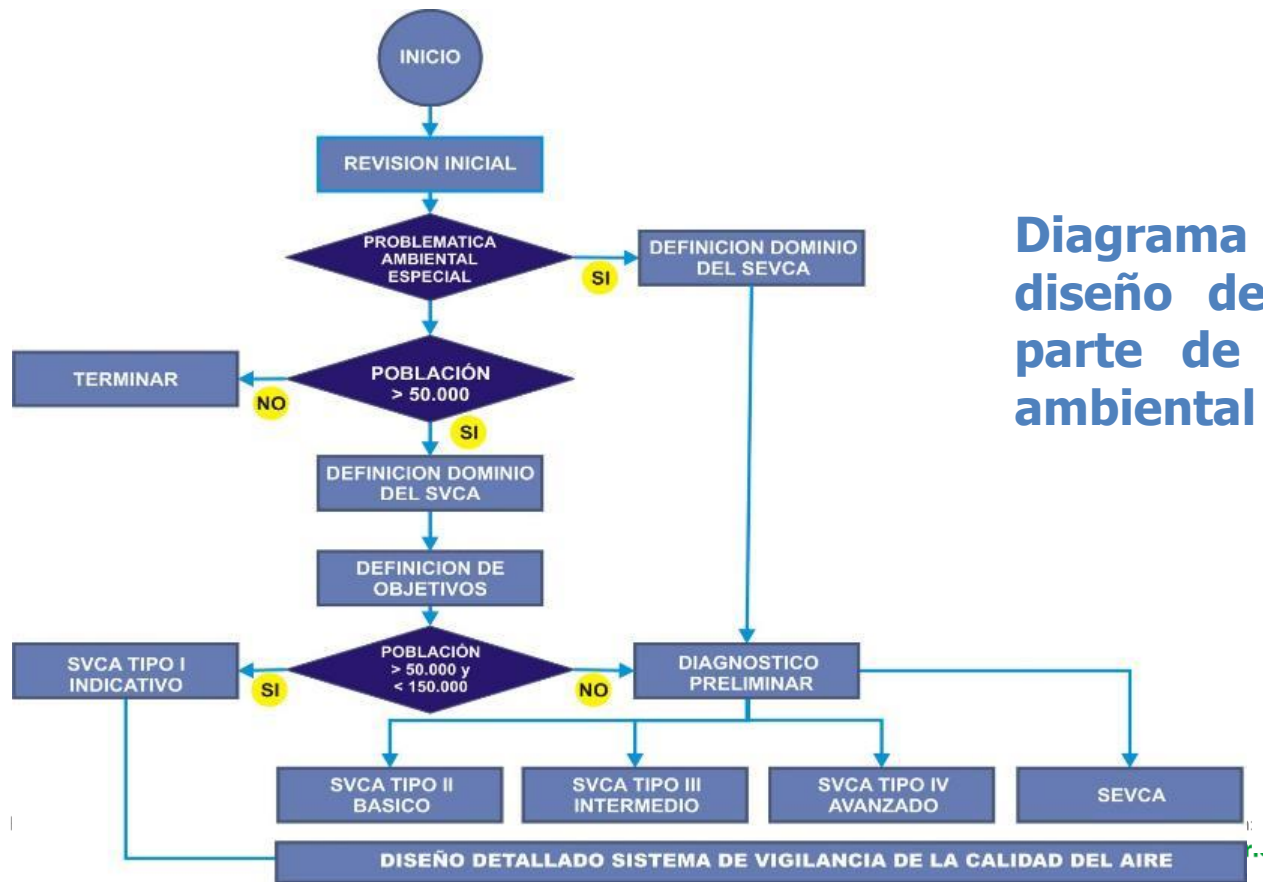 INICIO
REVISION INICIAL
PROBLEMATICA
AMBIENTAL
ESPECIAL
SI
DEFINICION DOMINIO
DEL SEVCA
Diagrama
diseño de
parte de
ambiental
TERMINAR
NO
POBLACIÓN
> 50.000
SI
DEFINICION DOMINIO
DEL SVCA
DEFINICION DE
OBJETIVOS
SVCA TIPO I
INDICATIVO
SI
POBLACIÓN
> 50.000 y
< 150.000
NO
DIAGNOSTICO
PRELIMINAR
SVCA TIPO II
BASICO
SVCA TIPO III
INTERMEDIO
SVCA TIPO IV
AVANZADO
SEVCA
DISEÑO DETALLADO SISTEMA DE VIGILANCIA DE LA CALIDAD DEL AIRE